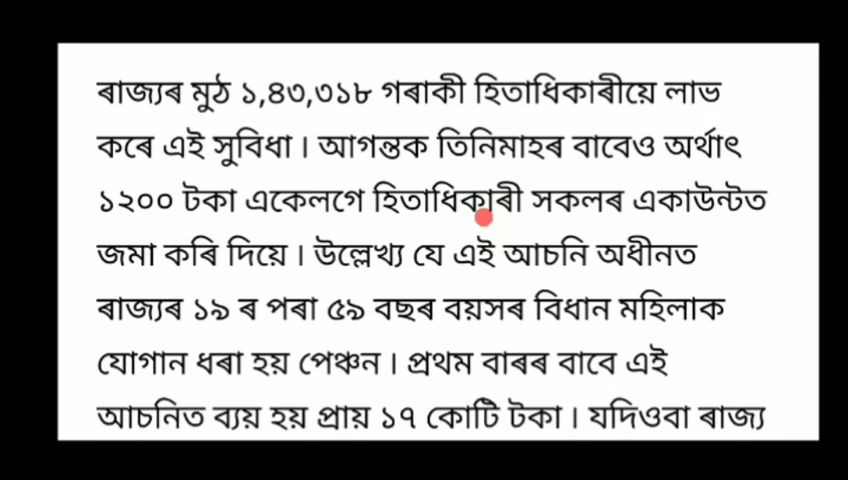 ৰাজ্যৰ মুঠ ১,৪৩,৩১৮ গৰাকী হিতাধিকাৰীয়ে লাভ
কৰে এই সুবিধা। আগন্তক তিনিমাহৰ বাবেও অৰ্থাৎ
১২০০ টকা একেলগে হিতাধিকাৰী সকলৰ একাউন্টত
জমা কৰি দিয়ে। উল্লেখ্য যে এই আচনি অধীনত
ৰাজ্যৰ ১৯ ৰ পৰা ৫৯ বছৰ বয়সৰ বিধান মহিলাক
যোগান ধৰা হয় পেঞ্চন। প্ৰথম বাৰৰ বাবে এই
আচনিত ব্যয় হয় প্ৰায় ১৭ কোটি টকা। যদিওবা ৰাজ্য